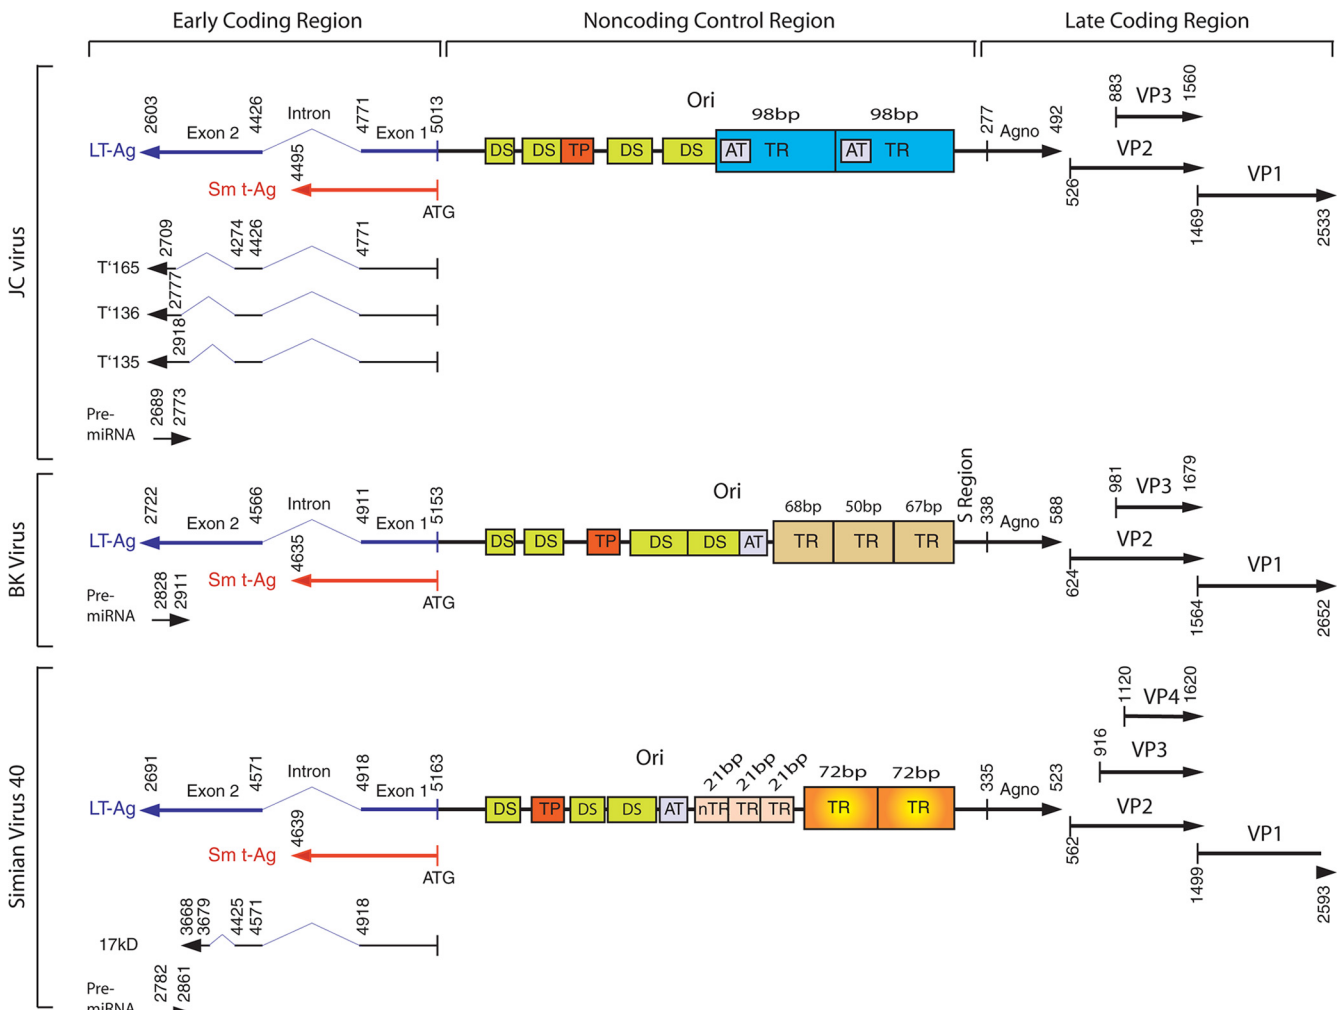 Early Coding Region
Noncoding Control Region
Late Coding Region
JC virus
2603
Exon 2
4426
Intron
4771
Exon 1
5013
LT-Ag
4495
Sm t-Ag
ATG
Ori
98bp
98bp
DS
DS
TP
DS
DS
AT
TR
AT
TR
277
Agno
492
883
VP3
1560
526
VP2
1469
VP1
2533
2709
4274
4426
4771
T‘165
2777
T‘136
2918
T‘135
2689
2773
Pre-
miRNA
BK Virus
2722
Exon 2
4566
Intron
4911
Exon 1
5153
LT-Ag
4635
Sm t-Ag
ATG
Ori
68bp
50bp
67bp
S Region
DS
DS
TP
DS
DS
AT
TR
TR
TR
338
Agno
588
981
VP3
1679
624
VP2
1564
VP1
2652
2828
2911
Pre-
miRNA
Simian Virus 40
2691
Exon 2
4571
Intron
4918
Exon 1
5163
LT-Ag
4639
Sm t-Ag
ATG
Ori
21bp
21bp
21bp
72bp
72bp
DS
TP
DS
DS
AT
nTR
TR
TR
TR
TR
335
Agno
523
1120
VP4
1620
916
VP3
562
VP2
1499
VP1
2593
3668
3679
4425
4571
4918
17kD
2782
2861
Pre-
miRNA